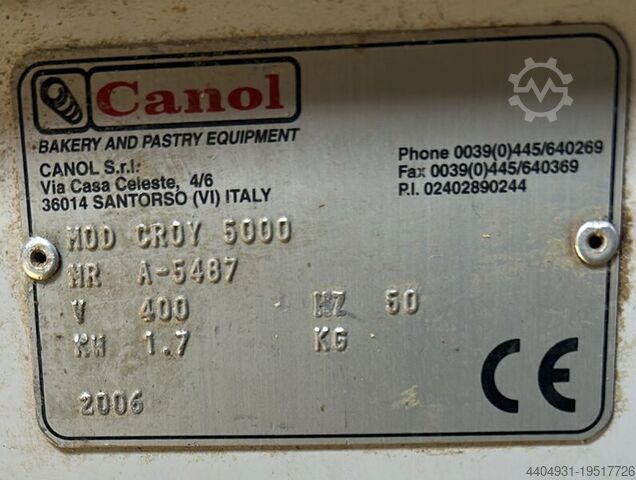 Canol
BAKERY AND PASTRY EQUIPMENT
CANOL S.r.l.
Via Casa Celeste, 4/6
36014 SANTORSO (VI) ITALY
Phone 0039(0)445/640269
Fax 0039(0)445/640369
P.I. 02402890244
MOD CROY 5000
NR A-5487
V 400 HZ 50
KW 1.7 KG
2006
CE
4404931-19517726